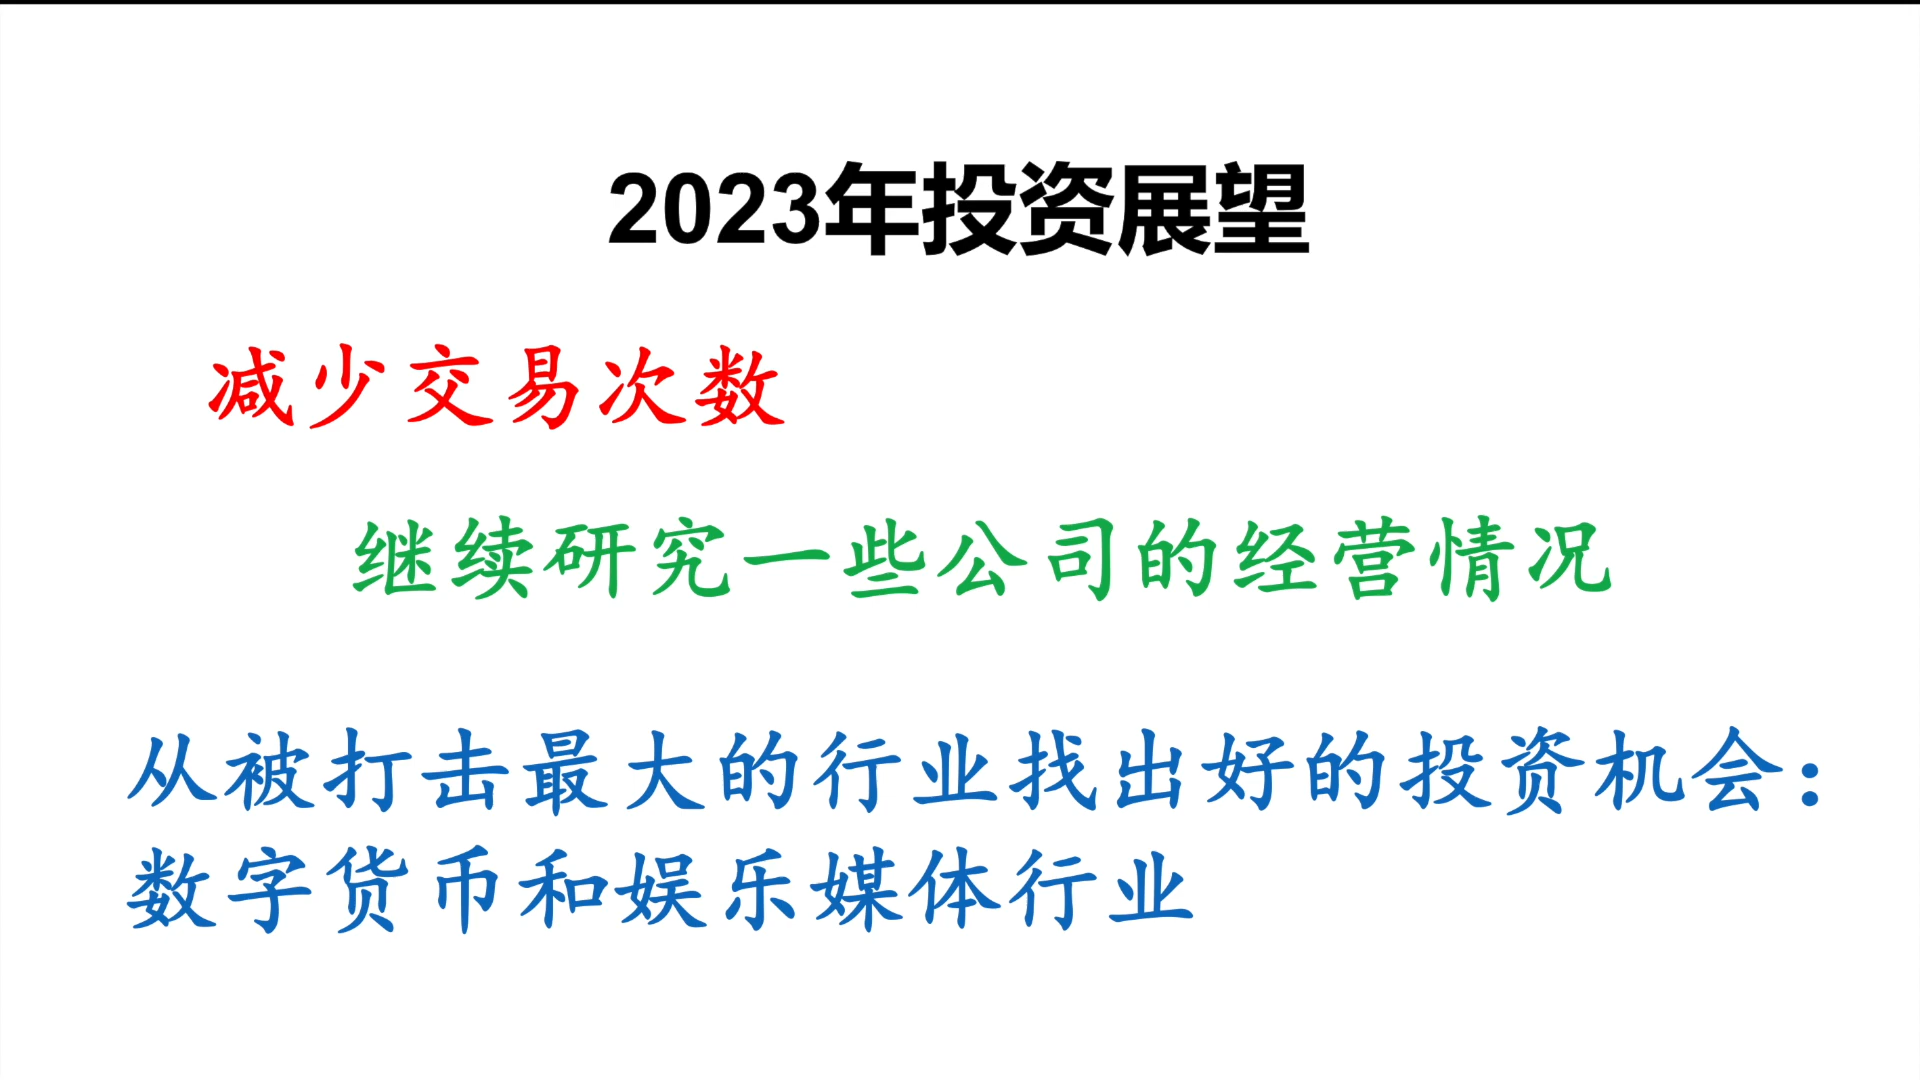 2023年投资展望
减少交易次数
继续研究一些公司的经营情况
从被打击最大的行业找出好的投资机会：
数字货币和娱乐媒体行业